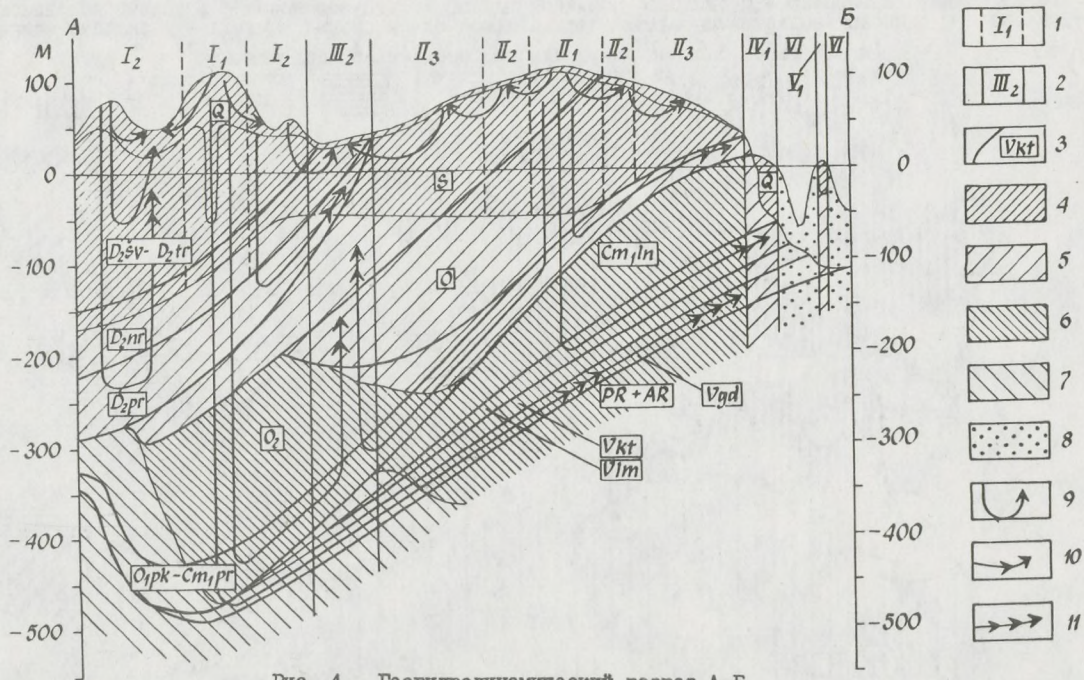 А
Б
М
I₂
I₁
I₂
III₂
II₃
II₂
II₁
II₂
II₃
IV₁
VI
V₁
VI
100
0
-100
-200
-300
-400
-500
100
0
-100
-200
-300
-400
-500
Q
S
Q
D₂šv-D₂tr
O
Cm₁ln
D₂nr
D₂pr
O₂
PR + AR
Vgd
Vkt
Vlm
O₁pk-Cm₁pr
I₁ 1
III₂ 2
Vkt 3
4
5
6
7
8
9
10
11
Рис. 4. Геогидродинамический разрез А-Б